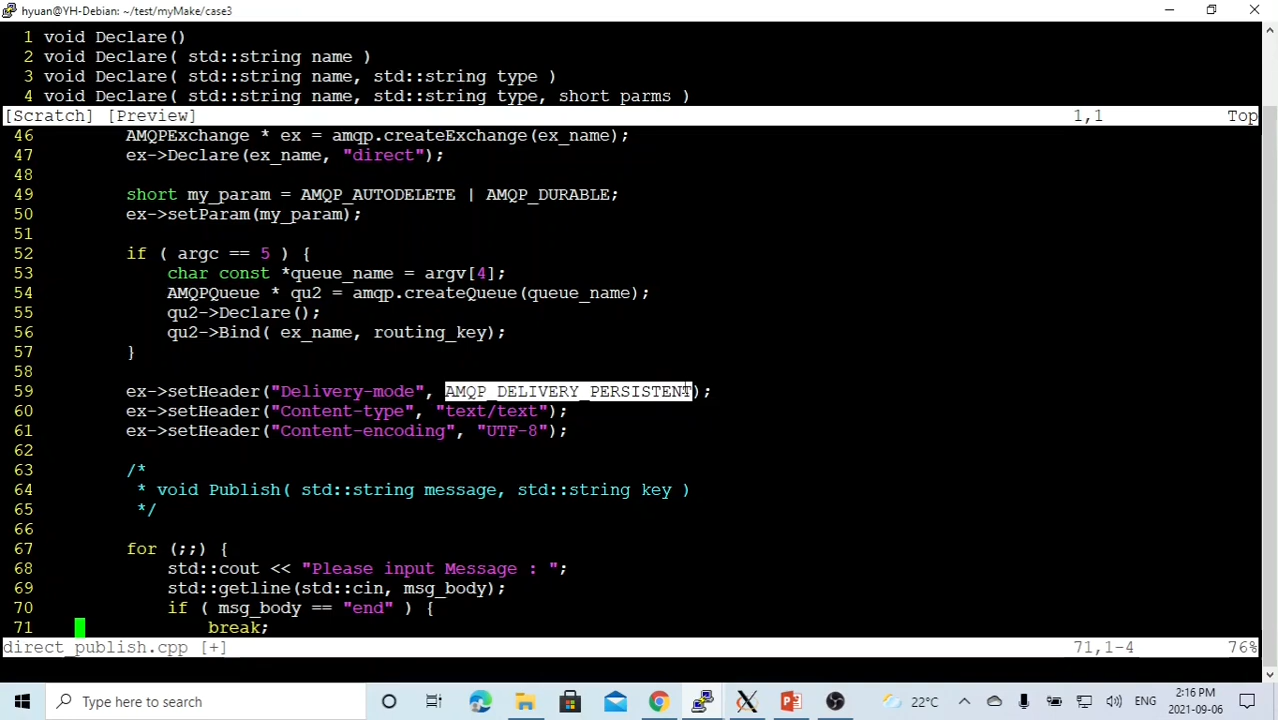 hyuan@YH-Debian: ~/test/myMake/case3
1 void Declare()
2 void Declare( std::string name )
3 void Declare( std::string name, std::string type )
4 void Declare( std::string name, std::string type, short parms )
[Scratch] [Preview] 1,1 Top
46 AMQPExchange * ex = amqp.createExchange(ex_name);
47 ex->Declare(ex_name, "direct");
48
49 short my_param = AMQP_AUTODELETE | AMQP_DURABLE;
50 ex->setParam(my_param);
51
52 if ( argc == 5 ) {
53 char const *queue_name = argv[4];
54 AMQPQueue * qu2 = amqp.createQueue(queue_name);
55 qu2->Declare();
56 qu2->Bind( ex_name, routing_key);
57 }
58
59 ex->setHeader("Delivery-mode", AMQP_DELIVERY_PERSISTENT);
60 ex->setHeader("Content-type", "text/text");
61 ex->setHeader("Content-encoding", "UTF-8");
62
63 /*
64 * void Publish( std::string message, std::string key )
65 */
66
67 for (;;) {
68 std::cout << "Please input Message : ";
69 std::getline(std::cin, msg_body);
70 if ( msg_body == "end" ) {
71 break;
direct_publish.cpp [+] 71,1-4 76%
Type here to search 22°C ENG 2:16 PM
2021-09-06